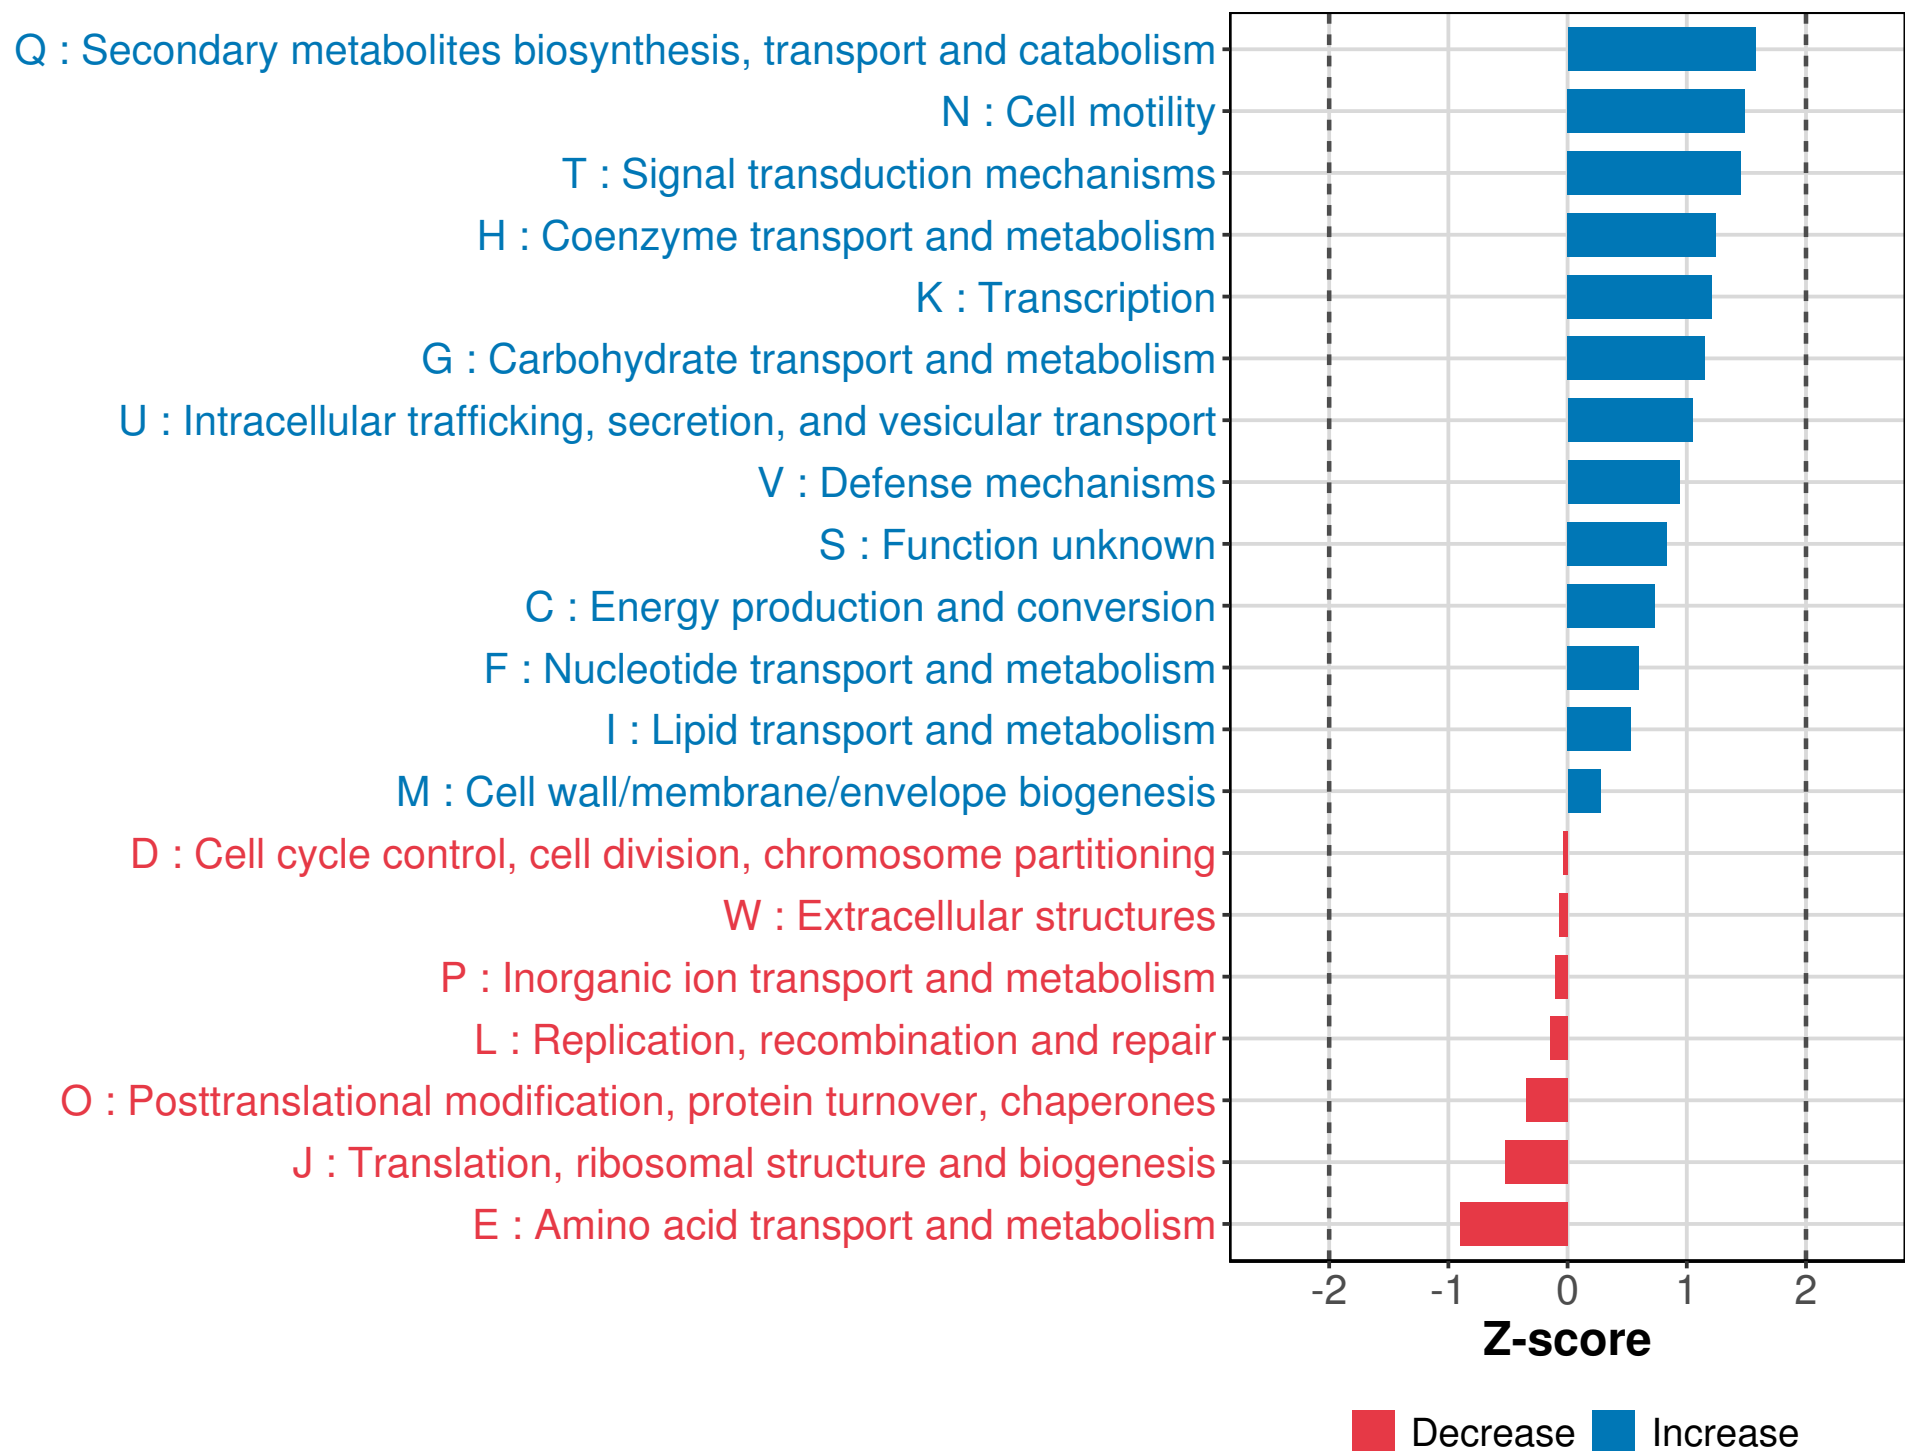 Q : Secondary metabolites biosynthesis, transport and catabolism
N : Cell motility
T : Signal transduction mechanisms
H : Coenzyme transport and metabolism
K : Transcription
G : Carbohydrate transport and metabolism
U : Intracellular trafficking, secretion, and vesicular transport
V : Defense mechanisms
S : Function unknown
C : Energy production and conversion
F : Nucleotide transport and metabolism
I : Lipid transport and metabolism
M : Cell wall/membrane/envelope biogenesis
D : Cell cycle control, cell division, chromosome partitioning
W : Extracellular structures
P : Inorganic ion transport and metabolism
L : Replication, recombination and repair
O : Posttranslational modification, protein turnover, chaperones
J : Translation, ribosomal structure and biogenesis
E : Amino acid transport and metabolism
-2 -1 0 1 2
Z-score
Decrease Increase